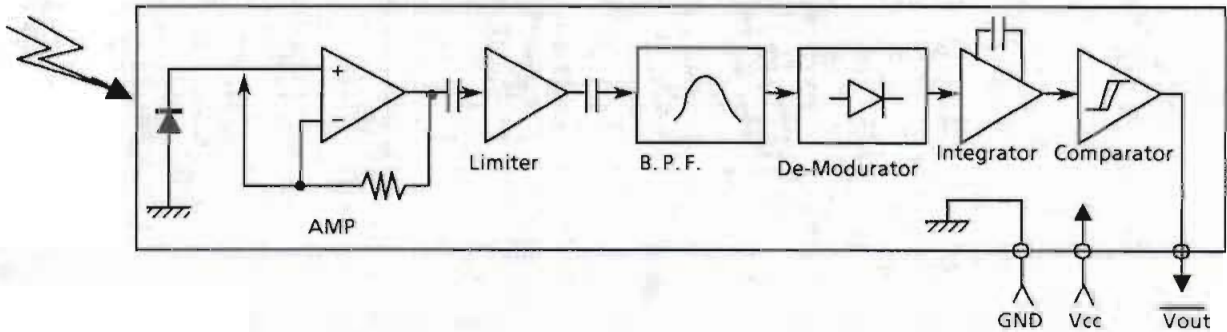 +
−
AMP
Limiter
B.P.F.
De-Modurator
Integrator
Comparator
GND
Vcc
Vout